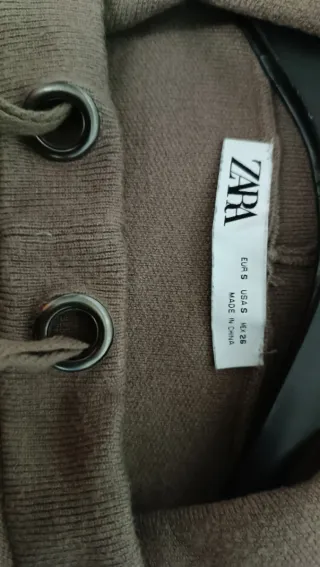 ZARA
EUR S USA S MEX 26
MADE IN CHINA